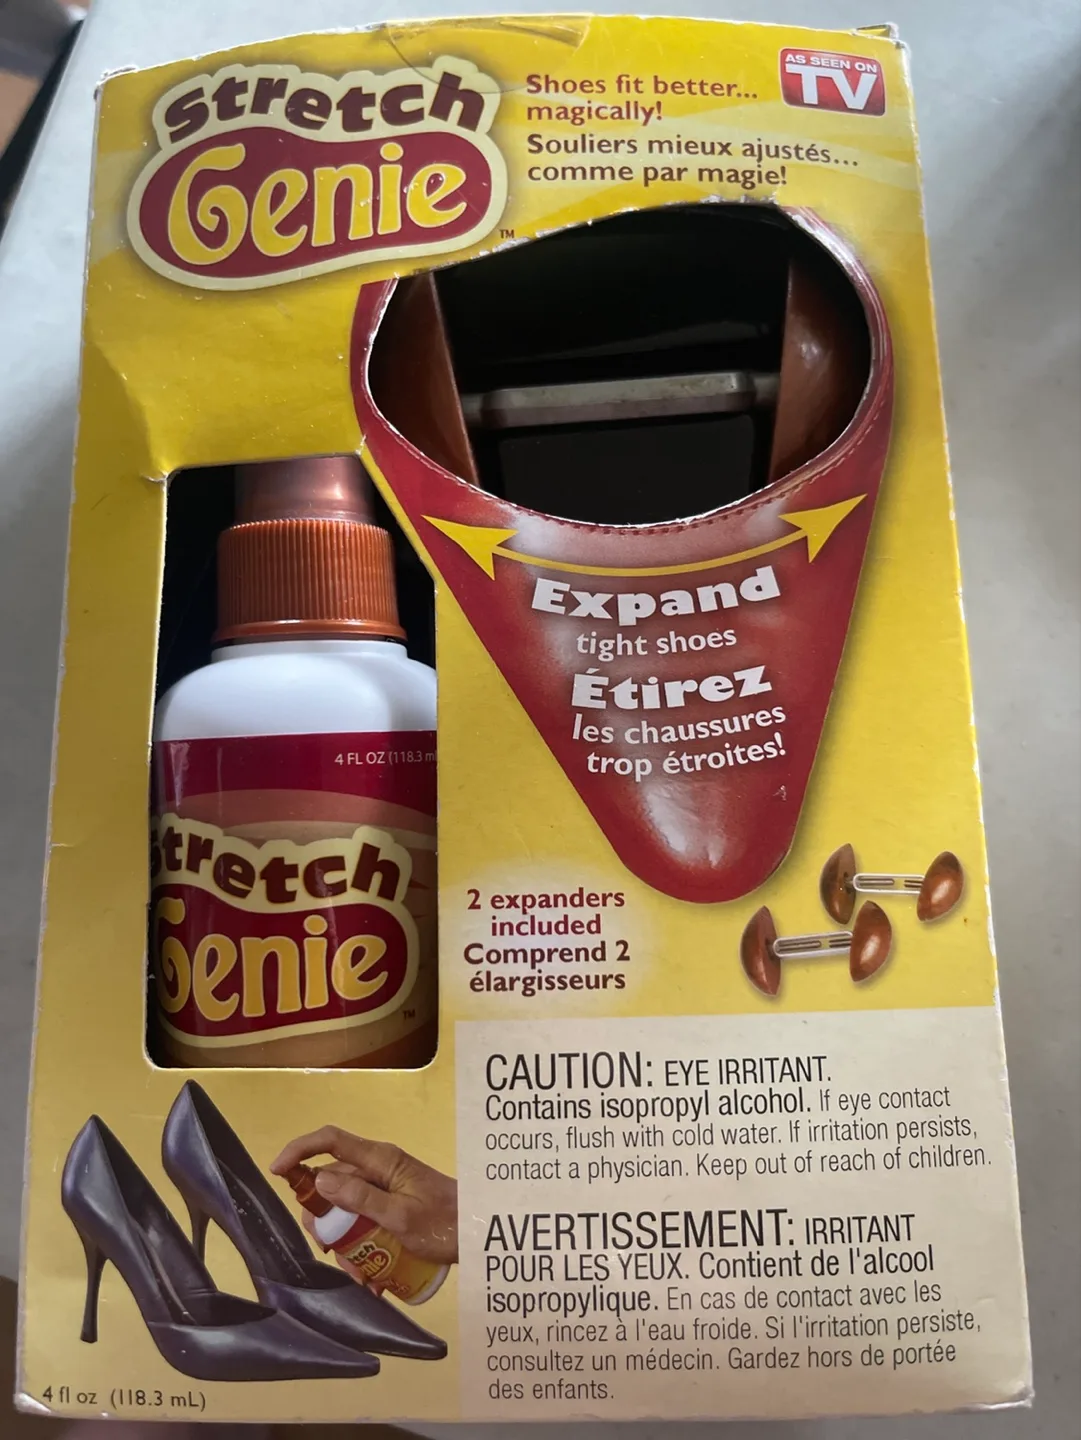 Stretch
Genie™
Shoes fit better...
magically!
Souliers mieux ajustés...
comme par magie!
AS SEEN ON
TV
Expand
tight shoes
Étirez
les chaussures
trop étroites!
4 FL OZ (118.3 ml
Stretch
Genie
™
2 expanders
included
Comprend 2
élargisseurs
CAUTION: EYE IRRITANT.
Contains isopropyl alcohol. If eye contact
occurs, flush with cold water. If irritation persists,
contact a physician. Keep out of reach of children.
AVERTISSEMENT: IRRITANT
POUR LES YEUX. Contient de l'alcool
isopropylique. En cas de contact avec les
yeux, rincez à l'eau froide. Si l'irritation persiste,
consultez un médecin. Gardez hors de portée
des enfants.
4 fl oz (118.3 mL)